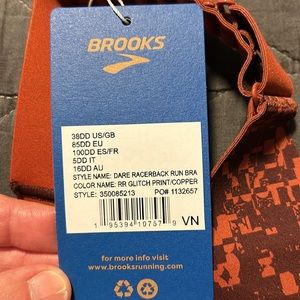 BROOKS
38DD US/GB
85DD EU
100DD ES/FR
5DD IT
16DD AU
STYLE NAME: DARE RACERBACK RUN BRA
COLOR NAME: RR GLITCH PRINT/COPPER
STYLE: 350085213 PO# 1132657
1 95394 10757 9 VN
for more info visit
www.brooksrunning.com